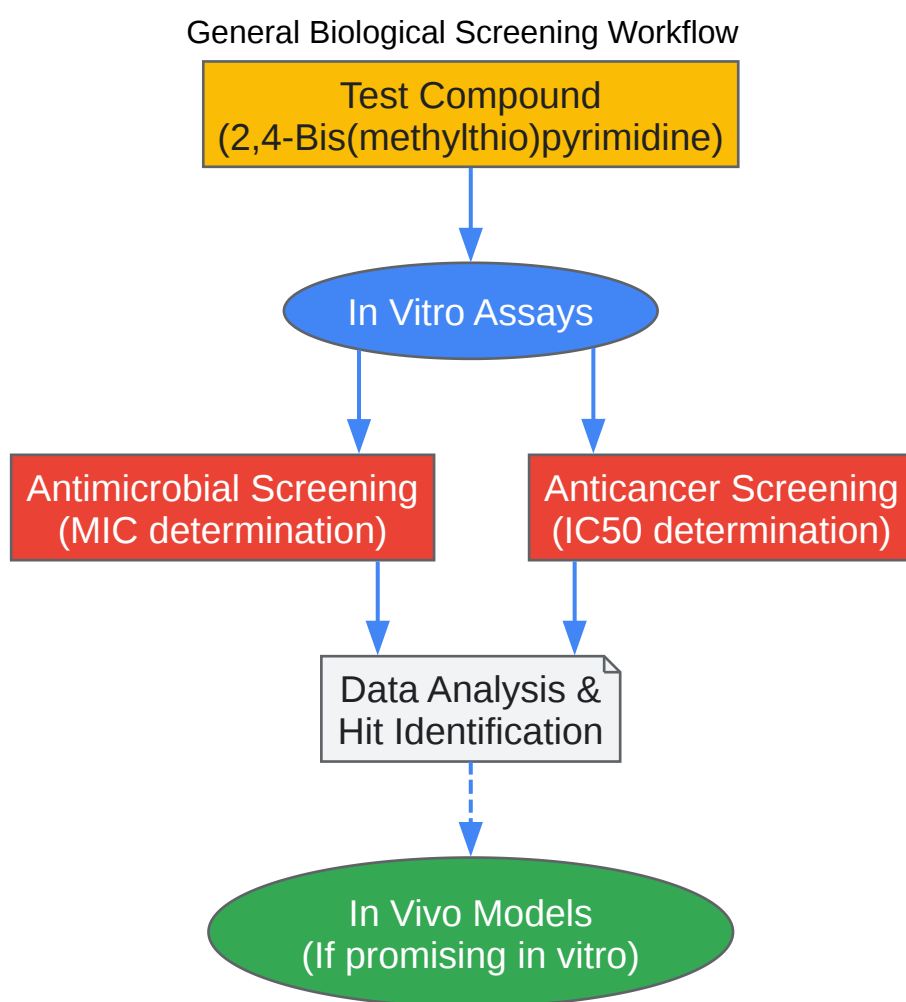 General Biological Screening Workflow
Test Compound
(2,4-Bis(methylthio)pyrimidine)
In Vitro Assays
Antimicrobial Screening
(MIC determination)
Anticancer Screening
(IC50 determination)
Data Analysis &
Hit Identification
In Vivo Models
(If promising in vitro)